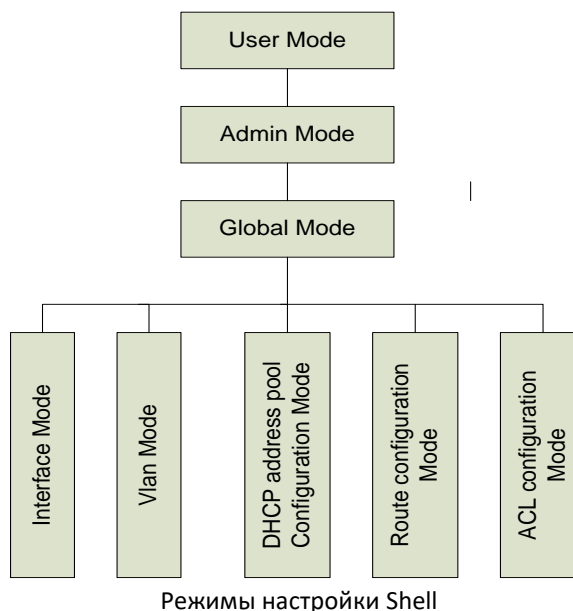 User Mode
Admin Mode
Global Mode
Interface Mode
Vlan Mode
DHCP address pool
Configuration Mode
Route configuration
Mode
ACL configuration
Mode
Режимы настройки Shell